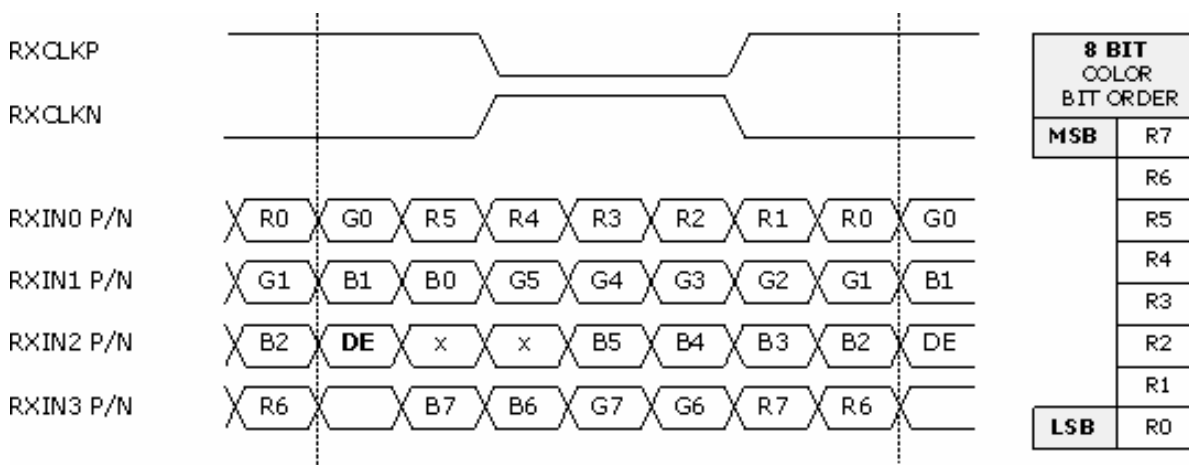 RXCLKP
RXCLKN
RXIN0 P/N R0 G0 R5 R4 R3 R2 R1 R0 G0
RXIN1 P/N G1 B1 B0 G5 G4 G3 G2 G1 B1
RXIN2 P/N B2 DE x x B5 B4 B3 B2 DE
RXIN3 P/N R6 B7 B6 G7 G6 R7 R6
8 BIT
COLOR
BIT ORDER
MSB R7
R6
R5
R4
R3
R2
R1
LSB R0